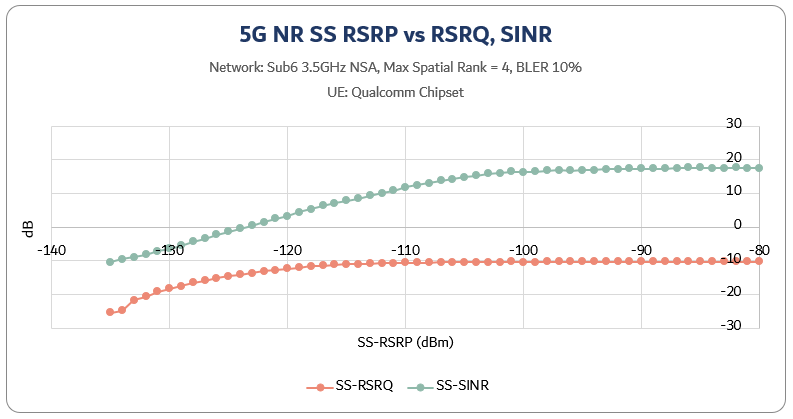 5G NR SS RSRP vs RSRQ, SINR
Network: Sub6 3.5GHz NSA, Max Spatial Rank = 4, BLER 10%
UE: Qualcomm Chipset
30
20
10
0
-10
-20
-30
dB
-140
-130
-120
-110
-100
-90
-80
SS-RSRP (dBm)
SS-RSRQ
SS-SINR